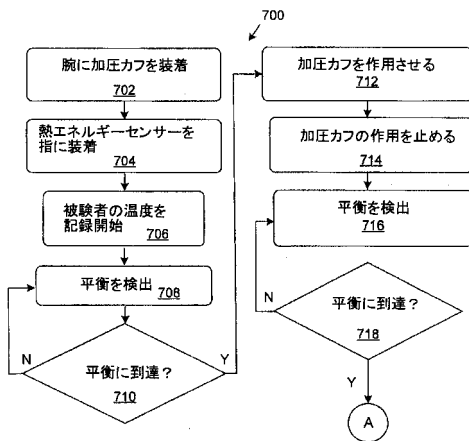 700
腕に加圧カフを装着
702
熱エネルギーセンサーを
指に装着
704
被験者の温度を
記録開始
706
平衡を検出
708
N
Y
平衡に到達？
710
加圧カフを作用させる
712
加圧カフの作用を止める
714
平衡を検出
716
N
平衡に到達？
718
Y
A